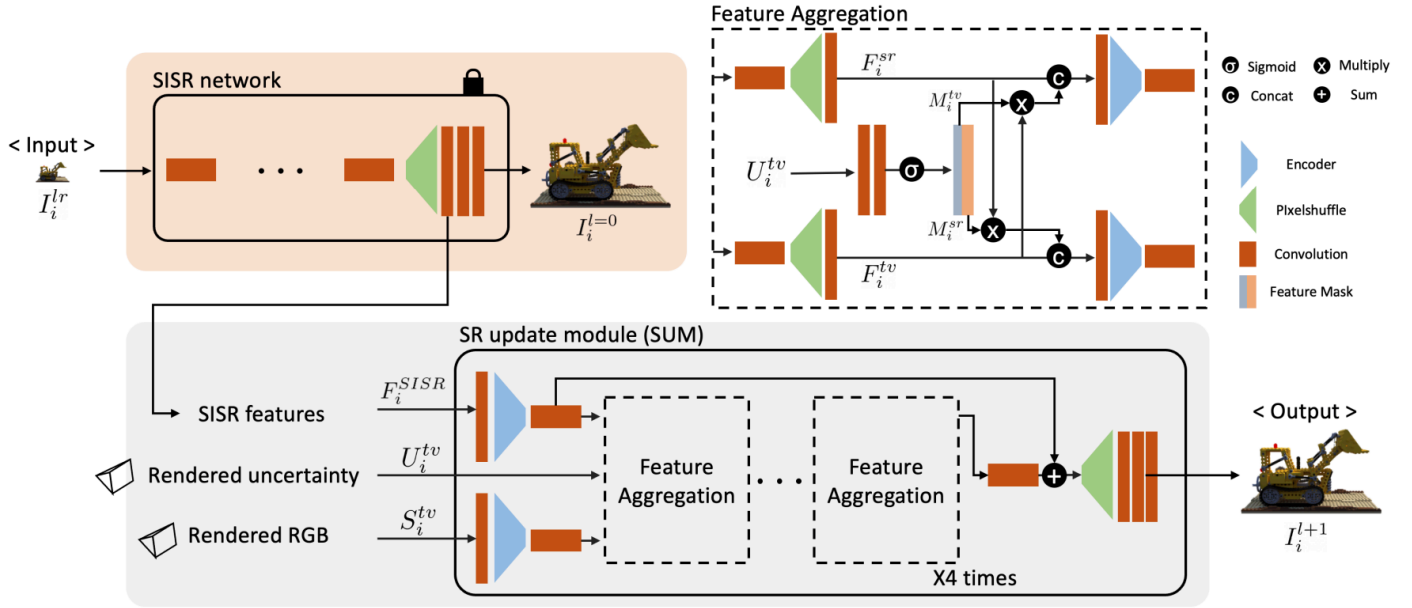 Feature Aggregation
SISR network
< Input >
I_i^{lr}
I_i^{l=0}
F_i^{sr}
M_i^{tv}
U_i^{tv}
M_i^{sr}
F_i^{tv}
σ
x
c
x
c
σ Sigmoid
x Multiply
c Concat
+ Sum
Encoder
PIxelshuffle
Convolution
Feature Mask
SR update module (SUM)
SISR features
F_i^{SISR}
Rendered uncertainty
U_i^{tv}
Rendered RGB
S_i^{tv}
Feature
Aggregation
Feature
Aggregation
+
X4 times
< Output >
I_i^{l+1}